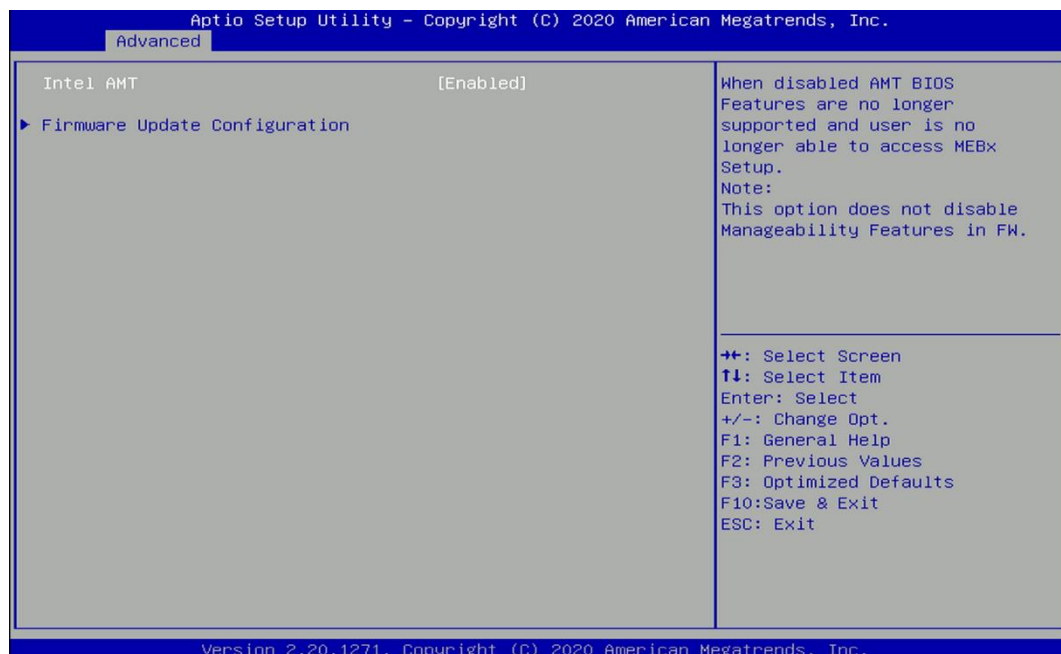 Aptio Setup Utility – Copyright (C) 2020 American Megatrends, Inc.
Advanced
Intel AMT [Enabled]
▶ Firmware Update Configuration
When disabled AMT BIOS
Features are no longer
supported and user is no
longer able to access MEBx
Setup.
Note:
This option does not disable
Manageability Features in FW.
→←: Select Screen
↑↓: Select Item
Enter: Select
+/-: Change Opt.
F1: General Help
F2: Previous Values
F3: Optimized Defaults
F10:Save & Exit
ESC: Exit
Version 2.20.1271. Copyright (C) 2020 American Megatrends, Inc.